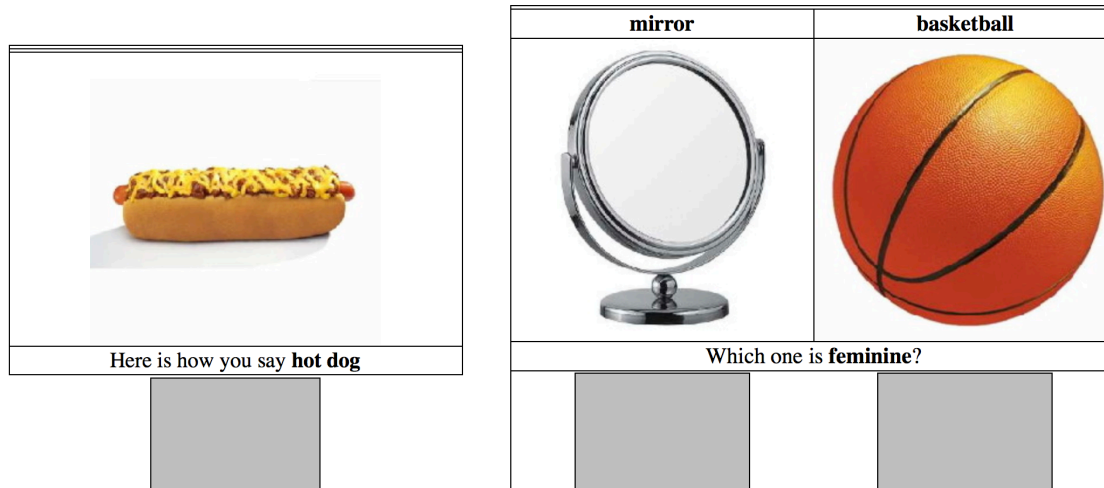 Here is how you say hot dog
mirror
basketball
Which one is feminine?